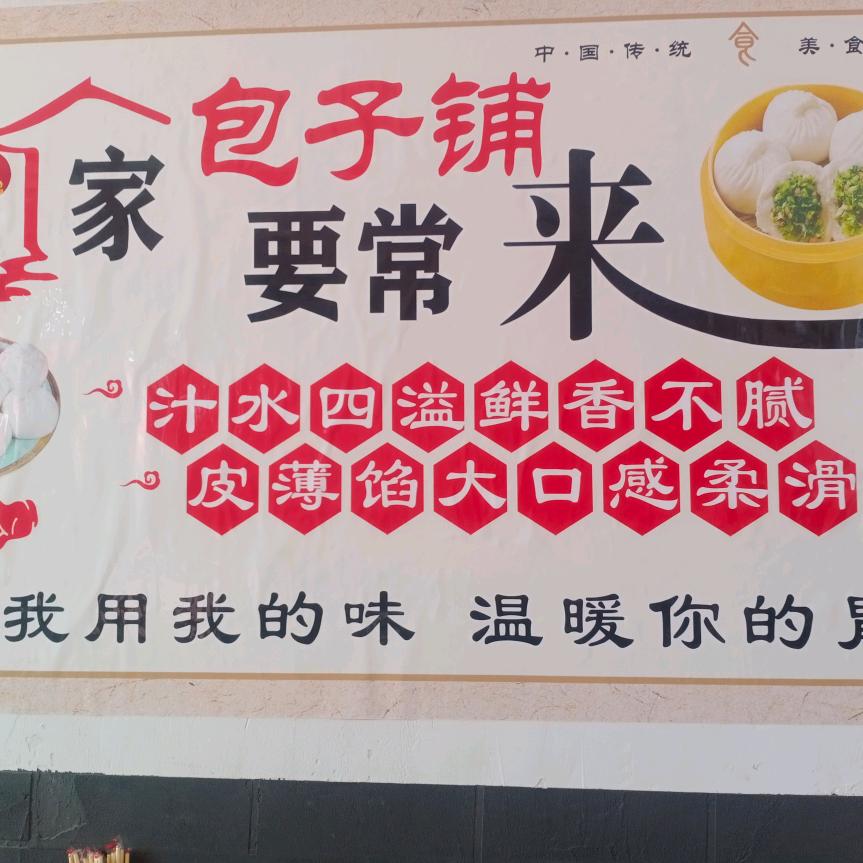 中·国·传·统 食 美·食
包子铺
家
要常来
汁水四溢鲜香不腻
皮薄馅大口感柔滑
我用我的味 温暖你的胃